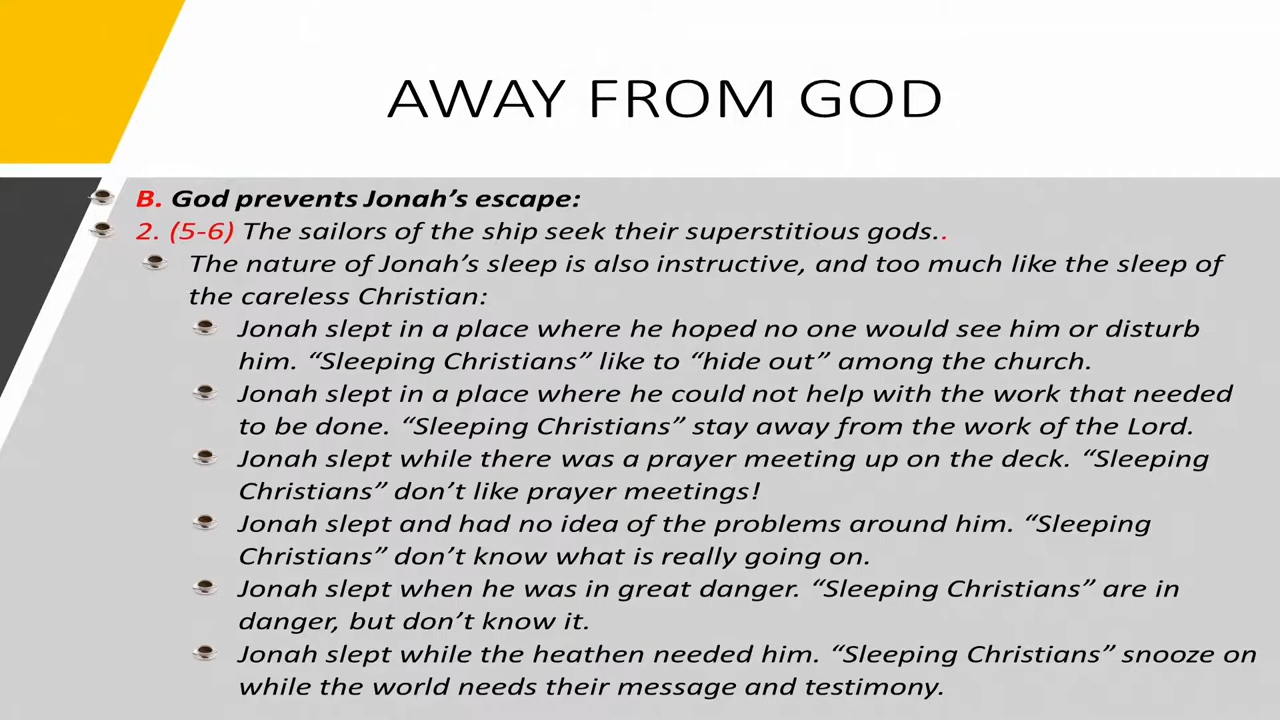 AWAY FROM GOD
B. God prevents Jonah’s escape:
2. (5-6) The sailors of the ship seek their superstitious gods..
The nature of Jonah’s sleep is also instructive, and too much like the sleep of
the careless Christian:
Jonah slept in a place where he hoped no one would see him or disturb
him. “Sleeping Christians” like to “hide out” among the church.
Jonah slept in a place where he could not help with the work that needed
to be done. “Sleeping Christians” stay away from the work of the Lord.
Jonah slept while there was a prayer meeting up on the deck. “Sleeping
Christians” don’t like prayer meetings!
Jonah slept and had no idea of the problems around him. “Sleeping
Christians” don’t know what is really going on.
Jonah slept when he was in great danger. “Sleeping Christians” are in
danger, but don’t know it.
Jonah slept while the heathen needed him. “Sleeping Christians” snooze on
while the world needs their message and testimony.